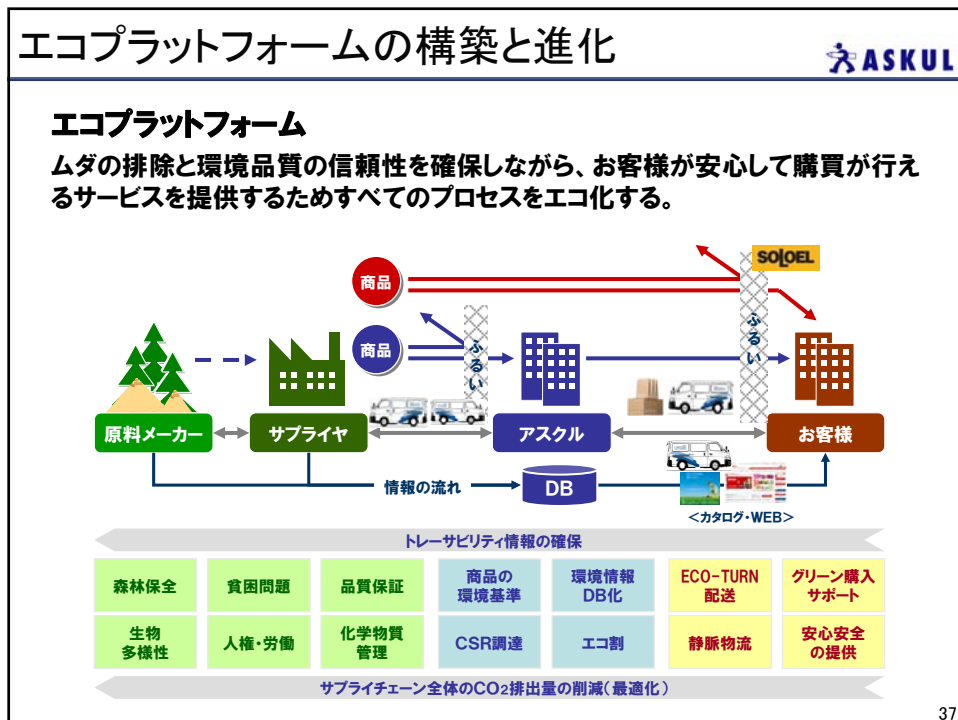 エコプラットフォームの構築と進化
ASKUL
エコプラットフォーム
ムダの排除と環境品質の信頼性を確保しながら、お客様が安心して購買が行え
るサービスを提供するためすべてのプロセスをエコ化する。
SOLOEL
商品
商品
ふるい
ふるい
原料メーカー
サプライヤ
アスクル
お客様
情報の流れ
DB
＜カタログ・WEB＞
トレーサビリティ情報の確保
森林保全
貧困問題
品質保証
商品の
環境基準
環境情報
DB化
ECO-TURN
配送
グリーン購入
サポート
生物
多様性
人権・労働
化学物質
管理
CSR調達
エコ割
静脈物流
安心安全
の提供
サプライチェーン全体のCO2排出量の削減(最適化)
37